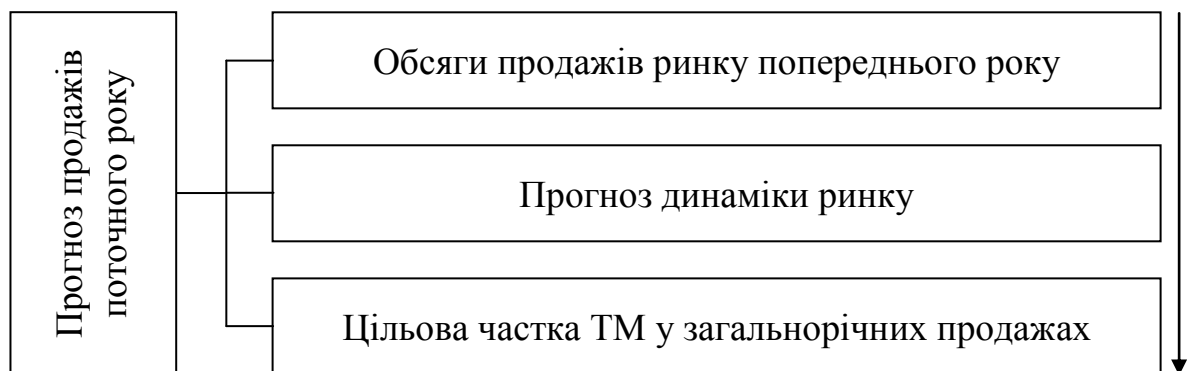 Прогноз продажів
поточного року
Обсяги продажів ринку попереднього року
Прогноз динаміки ринку
Цільова частка ТМ у загальнорічних продажах